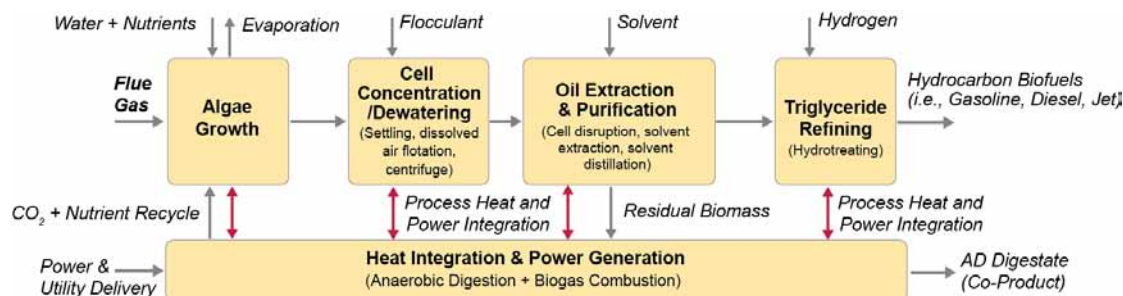 Water + Nutrients
Evaporation
Flocculant
Solvent
Hydrogen
Flue
Gas
Algae
Growth
Cell
Concentration
/Dewatering
(Settling, dissolved
air flotation,
centrifuge)
Oil Extraction
& Purification
(Cell disruption, solvent
extraction, solvent
distillation)
Triglyceride
Refining
(Hydrotreating)
Hydrocarbon Biofuels
(i.e., Gasoline, Diesel, Jet)
CO₂ + Nutrient Recycle
Process Heat and
Power Integration
Residual Biomass
Process Heat and
Power Integration
Power &
Utility Delivery
Heat Integration & Power Generation
(Anaerobic Digestion + Biogas Combustion)
AD Digestate
(Co-Product)